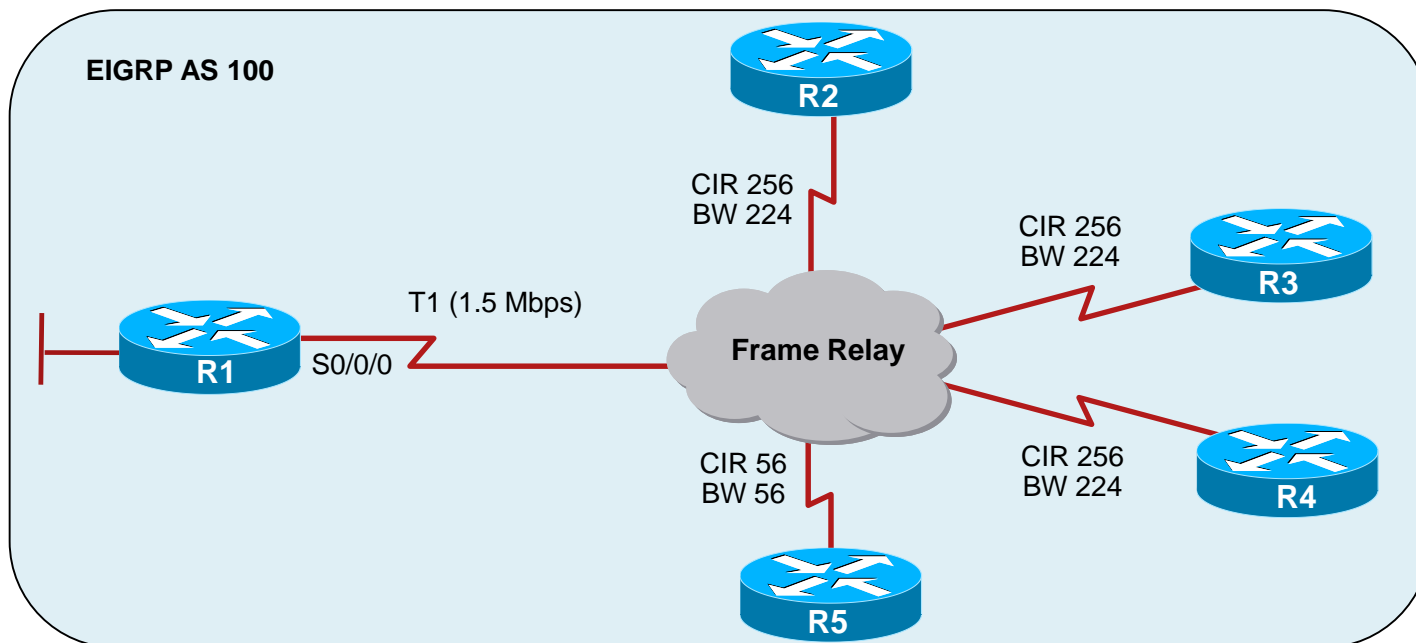 EIGRP AS 100
R2
CIR 256
BW 224
CIR 256
BW 224
R3
T1 (1.5 Mbps)
Frame Relay
R1
S0/0/0
CIR 56
BW 56
CIR 256
BW 224
R4
R5